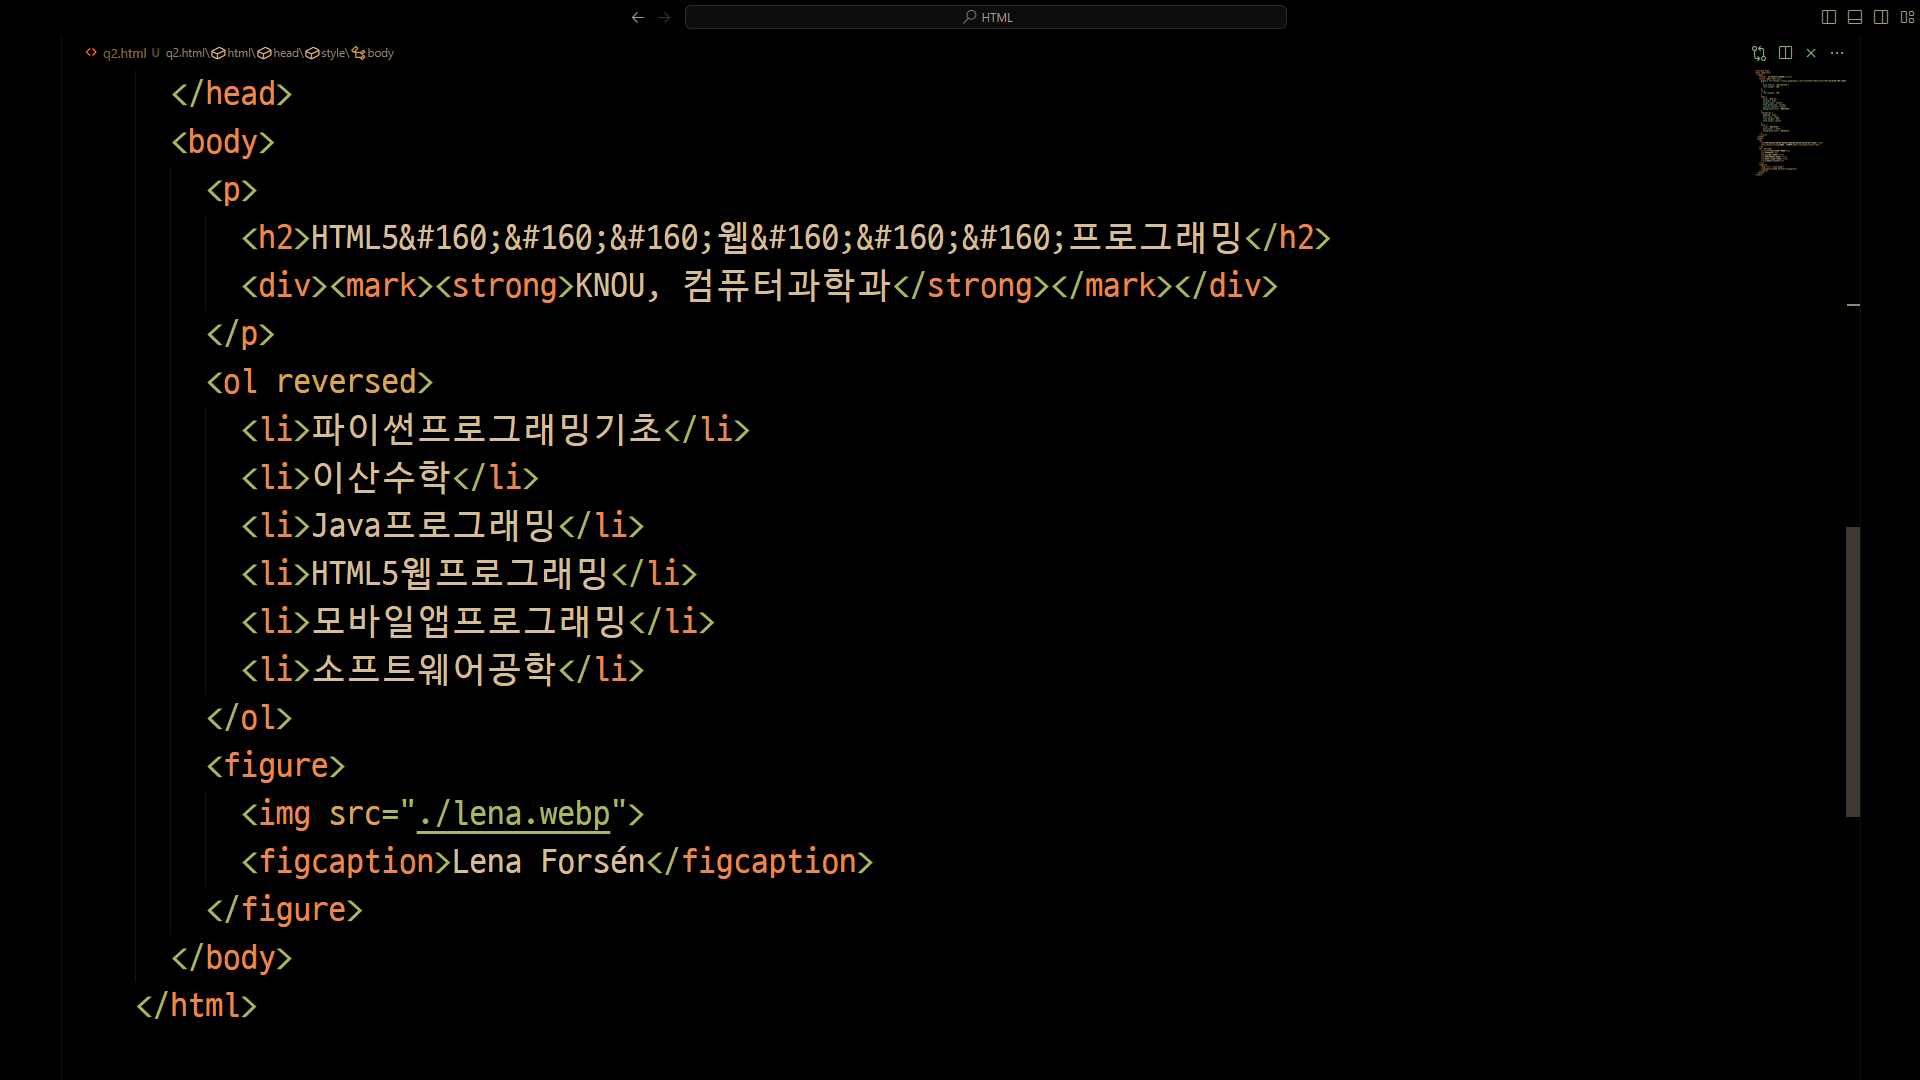 HTML
q2.html U q2.html\html\head\style\body
</head>
<body>
<p>
<h2>HTML5&#160;&#160;&#160;웹&#160;&#160;&#160;프로그래밍</h2>
<div><mark><strong>KNOU, 컴퓨터과학과</strong></mark></div>
</p>
<ol reversed>
<li>파이썬프로그래밍기초</li>
<li>이산수학</li>
<li>Java프로그래밍</li>
<li>HTML5웹프로그래밍</li>
<li>모바일앱프로그래밍</li>
<li>소프트웨어공학</li>
</ol>
<figure>
<img src="./lena.webp">
<figcaption>Lena Forsén</figcaption>
</figure>
</body>
</html>